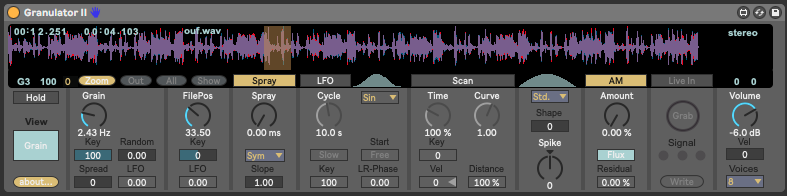 Granulator II
00:12.251 00:04.103 ouf.wav stereo
G3 100 0 Zoom Out All Show Spray LFO Scan AM Live In 0 0
Hold Grain FilePos Spray Cycle Sin Time Curve Std. Amount Volume
View Shape Grab
2.43 Hz 33.50 0.00 ms 10.0 s 100 % 1.00 0 0.00 % -6.0 dB
Grain Key Random Key Start Key Spike Signal Vel
100 0.00 0 Sym Slow Free 0 Flux 0
Spread LFO LFO Slope Key LR-Phase Vel Distance Residual Voices
about... 0 0.00 0.00 1.00 100 0.00 0 100 % 0 0.00 % Write 8